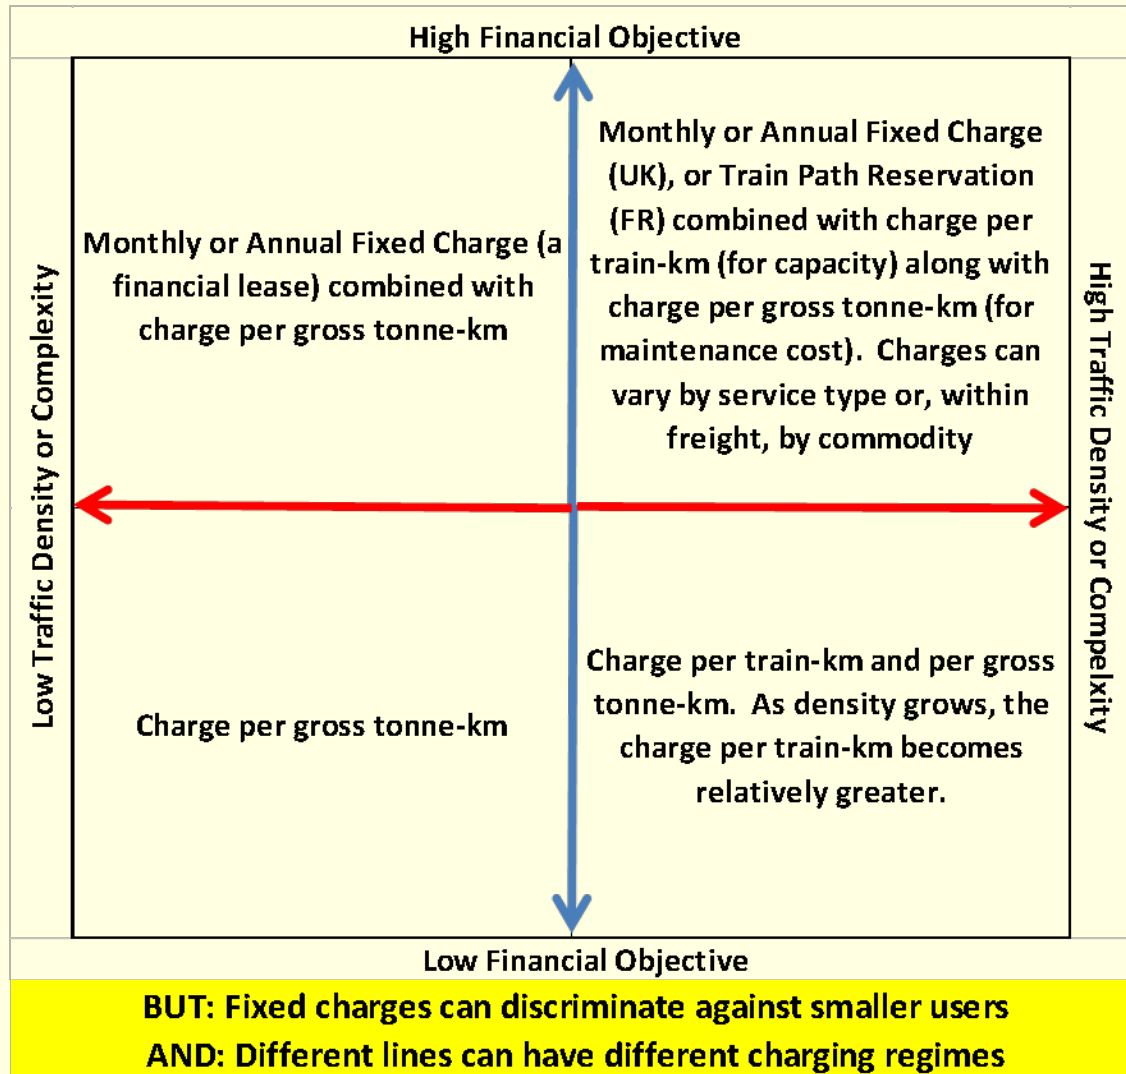 High Financial Objective
Low Traffic Density or Complexity
Monthly or Annual Fixed Charge (a
financial lease) combined with
charge per gross tonne-km
Monthly or Annual Fixed Charge
(UK), or Train Path Reservation
(FR) combined with charge per
train-km (for capacity) along with
charge per gross tonne-km (for
maintenance cost).  Charges can
vary by service type or, within
freight, by commodity
High Traffic Density or Compelxity
Charge per gross tonne-km
Charge per train-km and per gross
tonne-km.  As density grows, the
charge per train-km becomes
relatively greater.
Low Financial Objective
BUT: Fixed charges can discriminate against smaller users
AND: Different lines can have different charging regimes